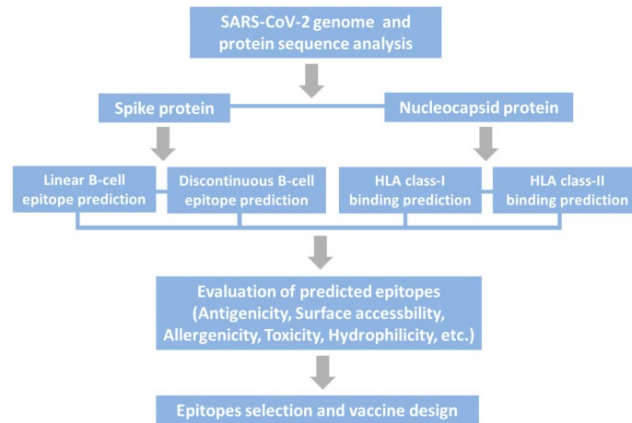 SARS-CoV-2 genome and
protein sequence analysis
Spike protein
Nucleocapsid protein
Linear B-cell
epitope prediction
Discontinuous B-cell
epitope prediction
HLA class-I
binding prediction
HLA class-II
binding prediction
Evaluation of predicted epitopes
(Antigenicity, Surface accessbility,
Allergenicity, Toxicity, Hydrophilicity, etc.)
Epitopes selection and vaccine design